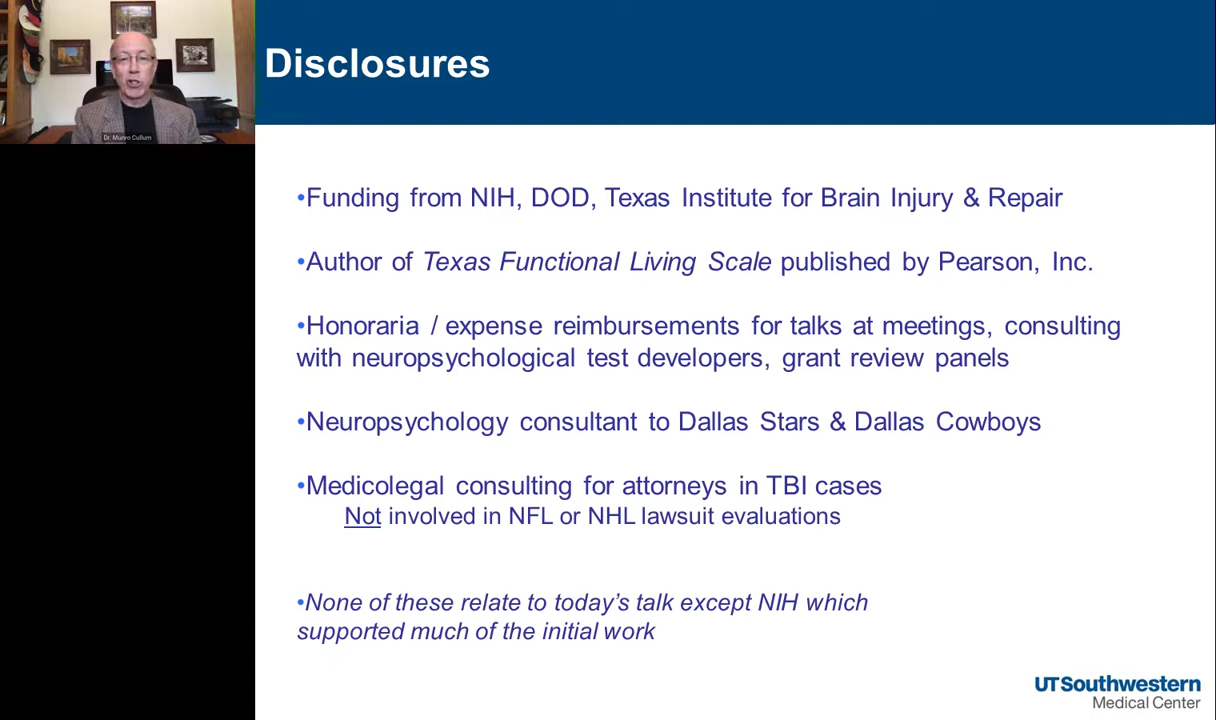 Disclosures
Dr. Munro Cullum
•Funding from NIH, DOD, Texas Institute for Brain Injury & Repair
•Author of Texas Functional Living Scale published by Pearson, Inc.
•Honoraria / expense reimbursements for talks at meetings, consulting
with neuropsychological test developers, grant review panels
•Neuropsychology consultant to Dallas Stars & Dallas Cowboys
•Medicolegal consulting for attorneys in TBI cases
Not involved in NFL or NHL lawsuit evaluations
•None of these relate to today’s talk except NIH which
supported much of the initial work
UTSouthwestern
Medical Center